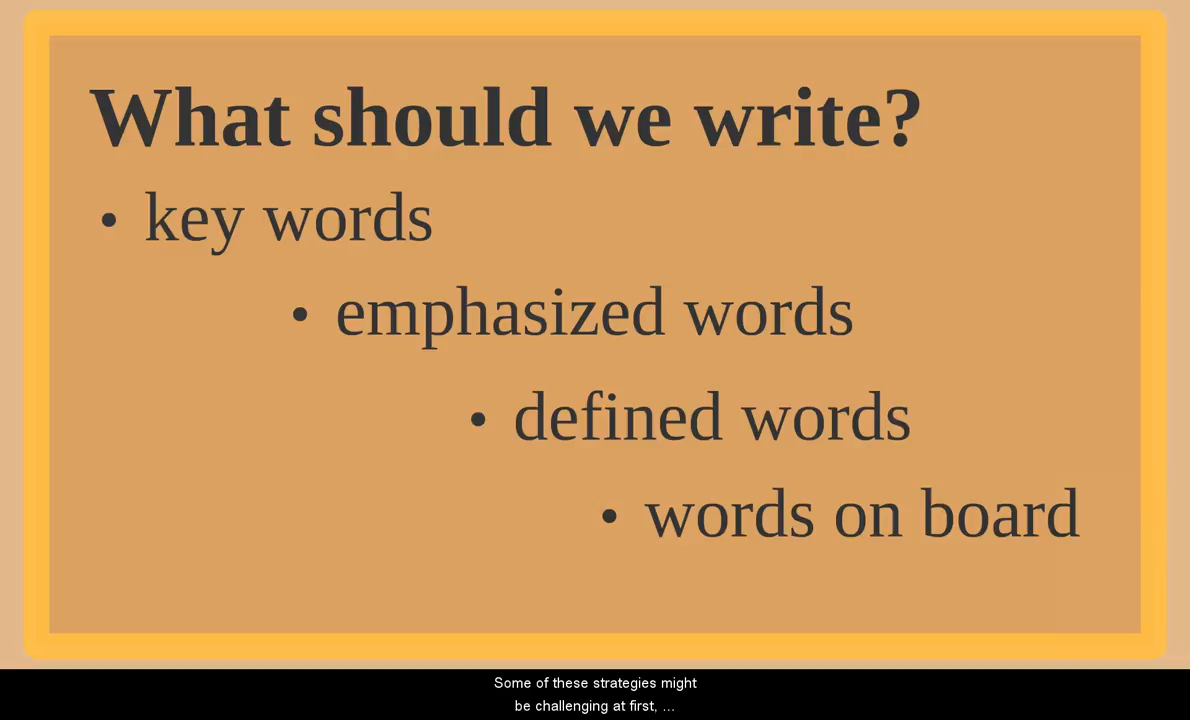 What should we write?
• key words
• emphasized words
• defined words
• words on board
Some of these strategies might
be challenging at first, ...